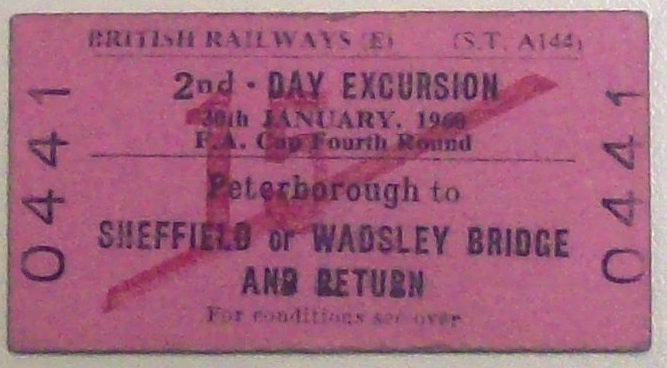 BRITISH RAILWAYS (E) (S.T. A144)
2nd - DAY EXCURSION
30th JANUARY, 1960
F.A. Cup Fourth Round
Peterborough to
SHEFFIELD or WADSLEY BRIDGE
AND RETURN
For conditions see over
0441
0441
15